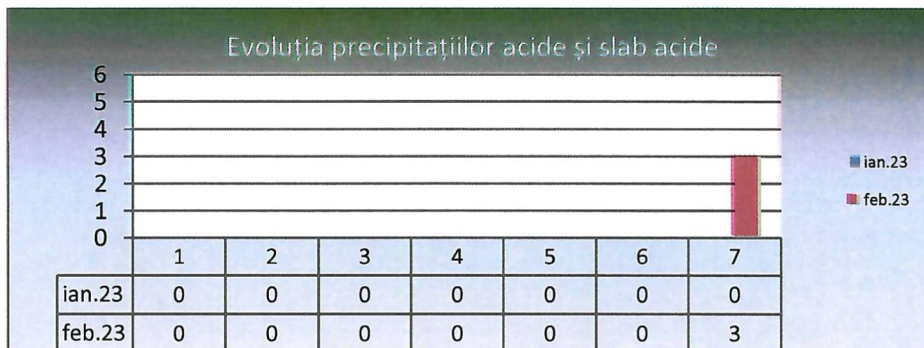 Evoluția precipitațiilor acide și slab acide
6
5
4
3
2
1
0
1 2 3 4 5 6 7
ian.23 0 0 0 0 0 0 0
feb.23 0 0 0 0 0 0 3
ian.23
feb.23